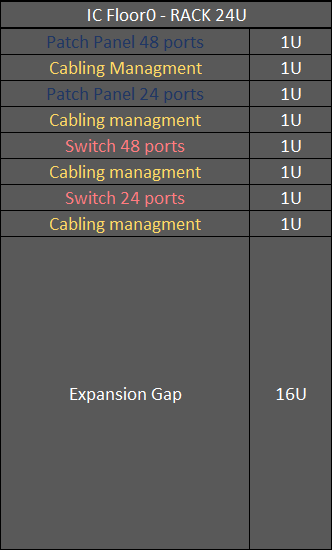 IC Floor0 - RACK 24U
Patch Panel 48 ports 1U
Cabling Managment 1U
Patch Panel 24 ports 1U
Cabling managment 1U
Switch 48 ports 1U
Cabling managment 1U
Switch 24 ports 1U
Cabling managment 1U
Expansion Gap 16U